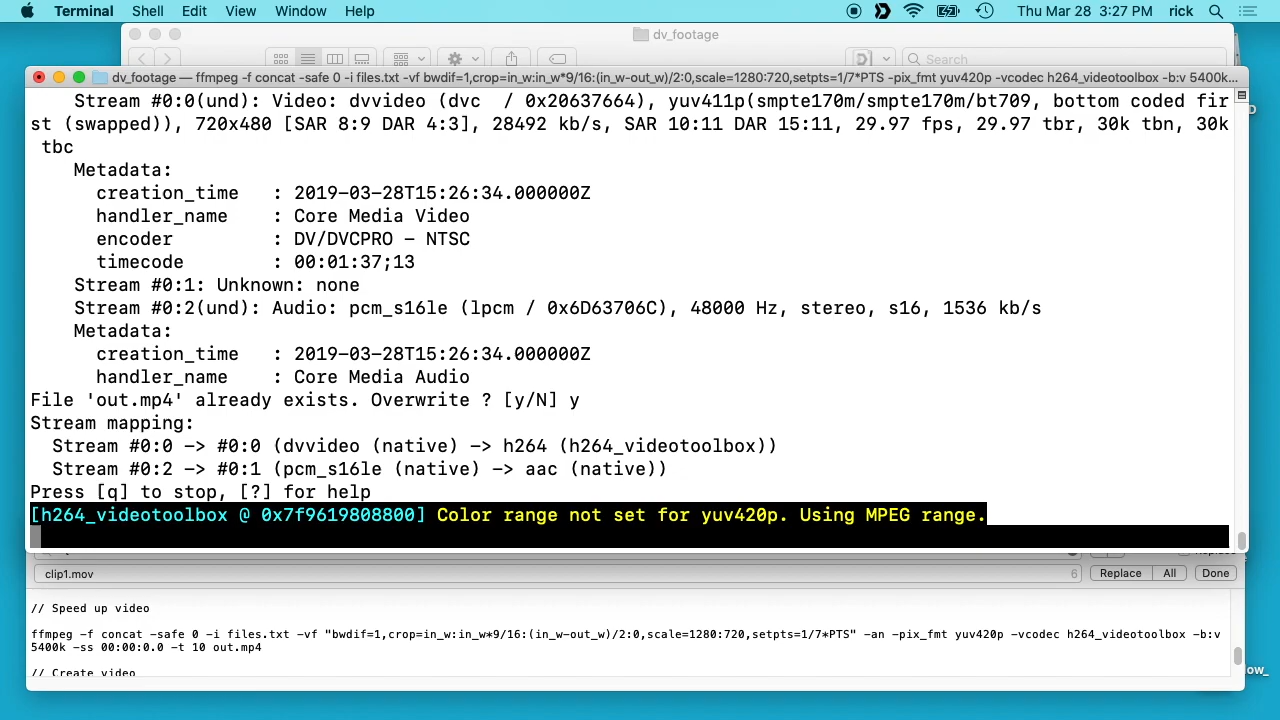 Terminal Shell Edit View Window Help Thu Mar 28 3:27 PM rick
dv_footage
Search
dv_footage — ffmpeg -f concat -safe 0 -i files.txt -vf bwdif=1,crop=in_w:in_w*9/16:(in_w-out_w)/2:0,scale=1280:720,setpts=1/7*PTS -pix_fmt yuv420p -vcodec h264_videotoolbox -b:v 5400k...
Stream #0:0(und): Video: dvvideo (dvc  / 0x20637664), yuv411p(smpte170m/smpte170m/bt709, bottom coded fir
st (swapped)), 720x480 [SAR 8:9 DAR 4:3], 28492 kb/s, SAR 10:11 DAR 15:11, 29.97 fps, 29.97 tbr, 30k tbn, 30k
tbc
Metadata:
creation_time   : 2019-03-28T15:26:34.000000Z
handler_name    : Core Media Video
encoder         : DV/DVCPRO - NTSC
timecode        : 00:01:37;13
Stream #0:1: Unknown: none
Stream #0:2(und): Audio: pcm_s16le (lpcm / 0x6D63706C), 48000 Hz, stereo, s16, 1536 kb/s
Metadata:
creation_time   : 2019-03-28T15:26:34.000000Z
handler_name    : Core Media Audio
File 'out.mp4' already exists. Overwrite ? [y/N] y
Stream mapping:
Stream #0:0 -> #0:0 (dvvideo (native) -> h264 (h264_videotoolbox))
Stream #0:2 -> #0:1 (pcm_s16le (native) -> aac (native))
Press [q] to stop, [?] for help
[h264_videotoolbox @ 0x7f9619808800] Color range not set for yuv420p. Using MPEG range.
clip1.mov 6 Replace All Done
// Speed up video
ffmpeg -f concat -safe 0 -i files.txt -vf "bwdif=1,crop=in_w:in_w*9/16:(in_w-out_w)/2:0,scale=1280:720,setpts=1/7*PTS" -an -pix_fmt yuv420p -vcodec h264_videotoolbox -b:v
5400k -ss 00:00:0.0 -t 10 out.mp4
// Create video